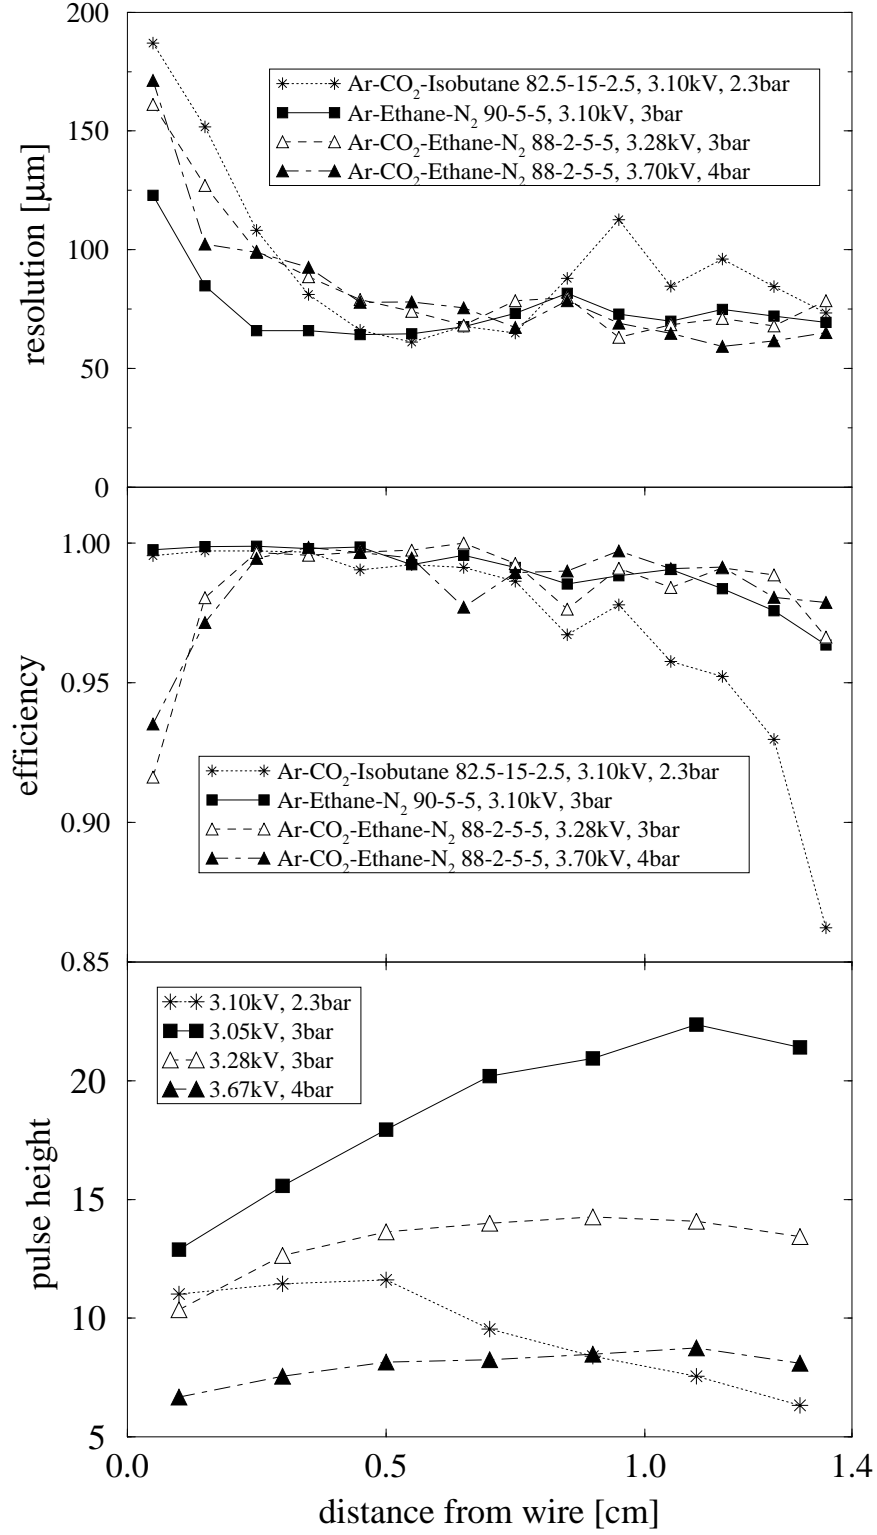 200
150
100
50
0
resolution [μm]
Ar-CO₂-Isobutane 82.5-15-2.5, 3.10kV, 2.3bar
Ar-Ethane-N₂ 90-5-5, 3.10kV, 3bar
Ar-CO₂-Ethane-N₂ 88-2-5-5, 3.28kV, 3bar
Ar-CO₂-Ethane-N₂ 88-2-5-5, 3.70kV, 4bar
1.00
0.95
0.90
0.85
efficiency
Ar-CO₂-Isobutane 82.5-15-2.5, 3.10kV, 2.3bar
Ar-Ethane-N₂ 90-5-5, 3.10kV, 3bar
Ar-CO₂-Ethane-N₂ 88-2-5-5, 3.28kV, 3bar
Ar-CO₂-Ethane-N₂ 88-2-5-5, 3.70kV, 4bar
3.10kV, 2.3bar
3.05kV, 3bar
3.28kV, 3bar
3.67kV, 4bar
20
15
10
5
pulse height
0.0 0.5 1.0 1.4
distance from wire [cm]